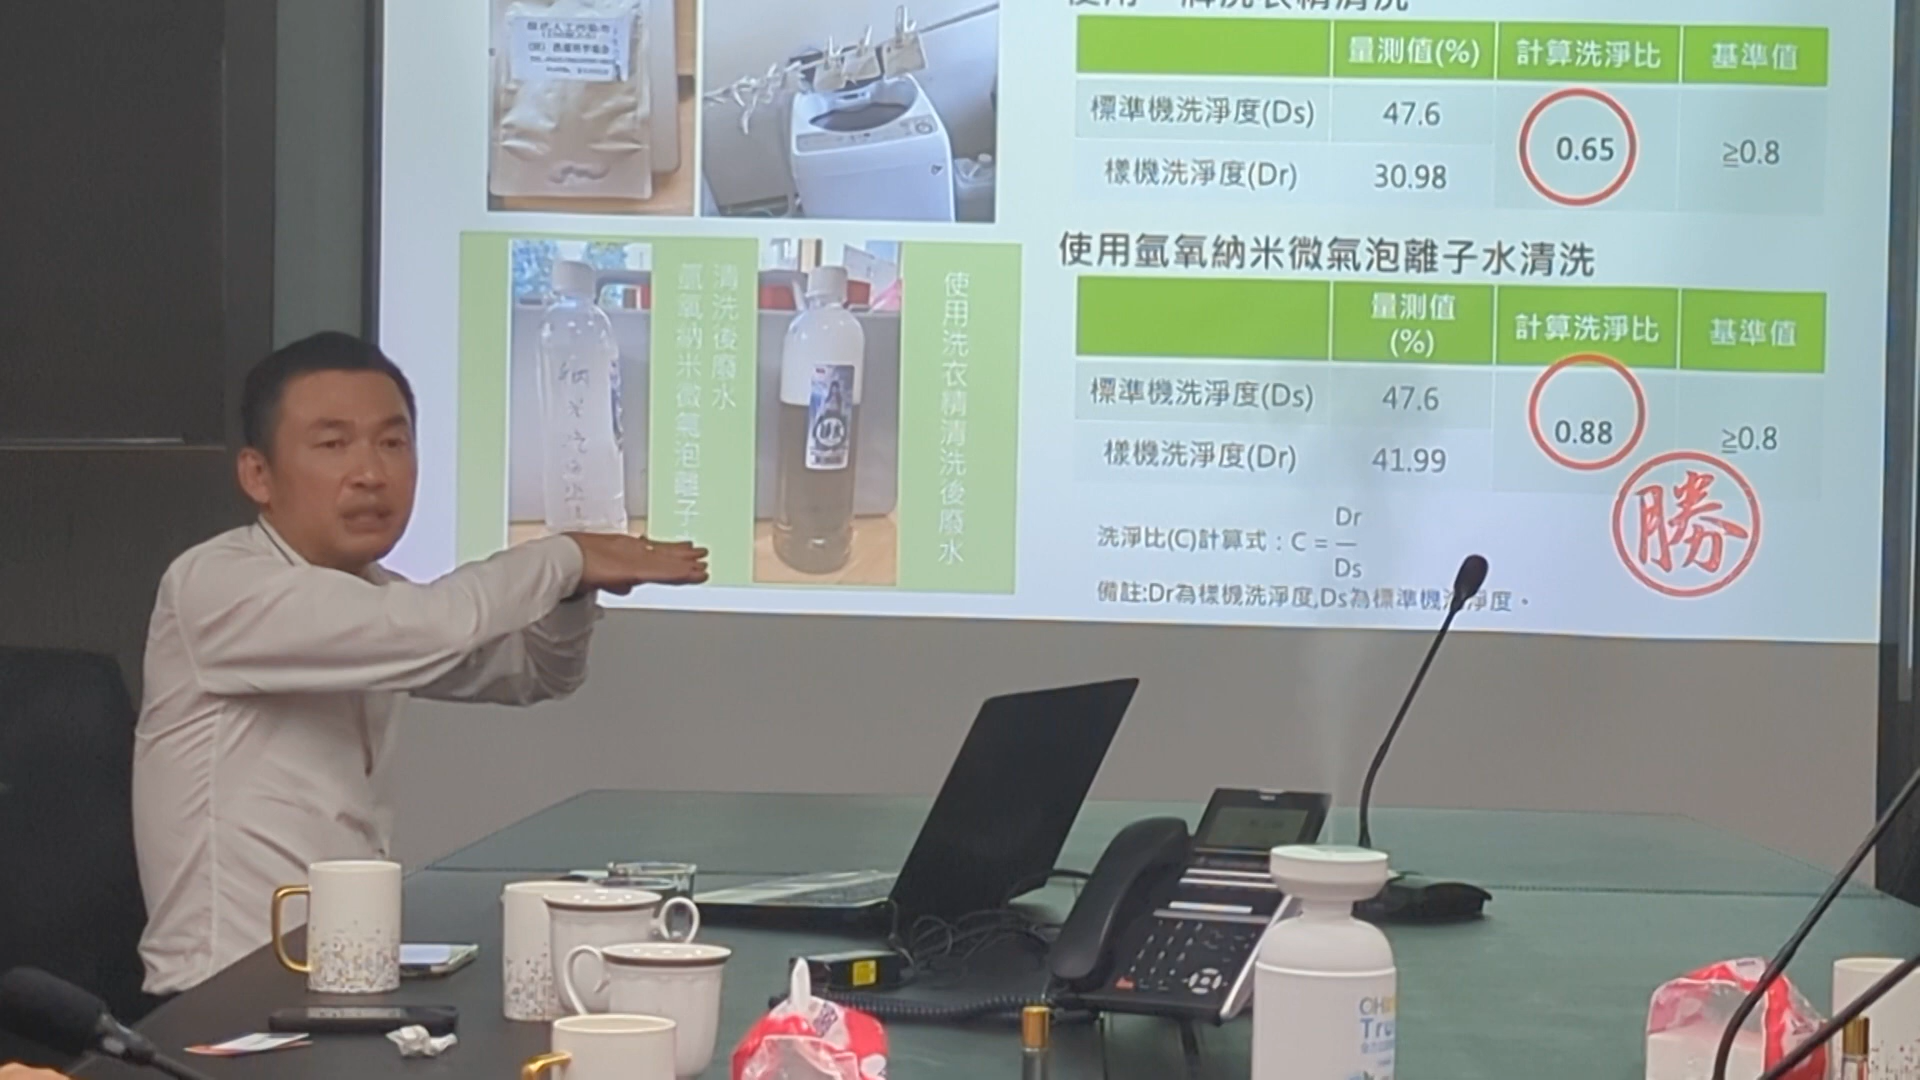 量測值(%) 計算洗淨比 基準值
標準機洗淨度(Ds) 47.6 0.65 ≧0.8
樣機洗淨度(Dr) 30.98
使用氫氧納米微氣泡離子水清洗
量測值
(%) 計算洗淨比 基準值
標準機洗淨度(Ds) 47.6 0.88 ≧0.8
樣機洗淨度(Dr) 41.99
勝
洗淨比(C)計算式：C = Dr
Ds
備註:Dr為樣機洗淨度,Ds為標準機洗淨度。
清洗後廢水
氫氧納米微氣泡離子
使用洗衣精清洗後廢水